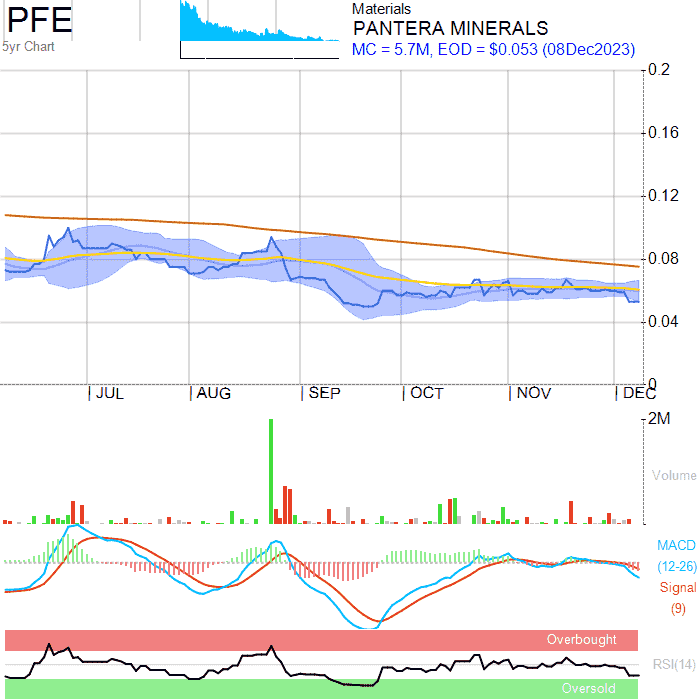 PFE
5yr Chart
Materials
PANTERA MINERALS
MC = 5.7M, EOD = $0.053 (08Dec2023)
0.2
0.16
0.12
0.08
0.04
0
JUL AUG SEP OCT NOV DEC
2M
Volume
MACD
(12-26)
Signal
(9)
Overbought
RSI(14)
Oversold